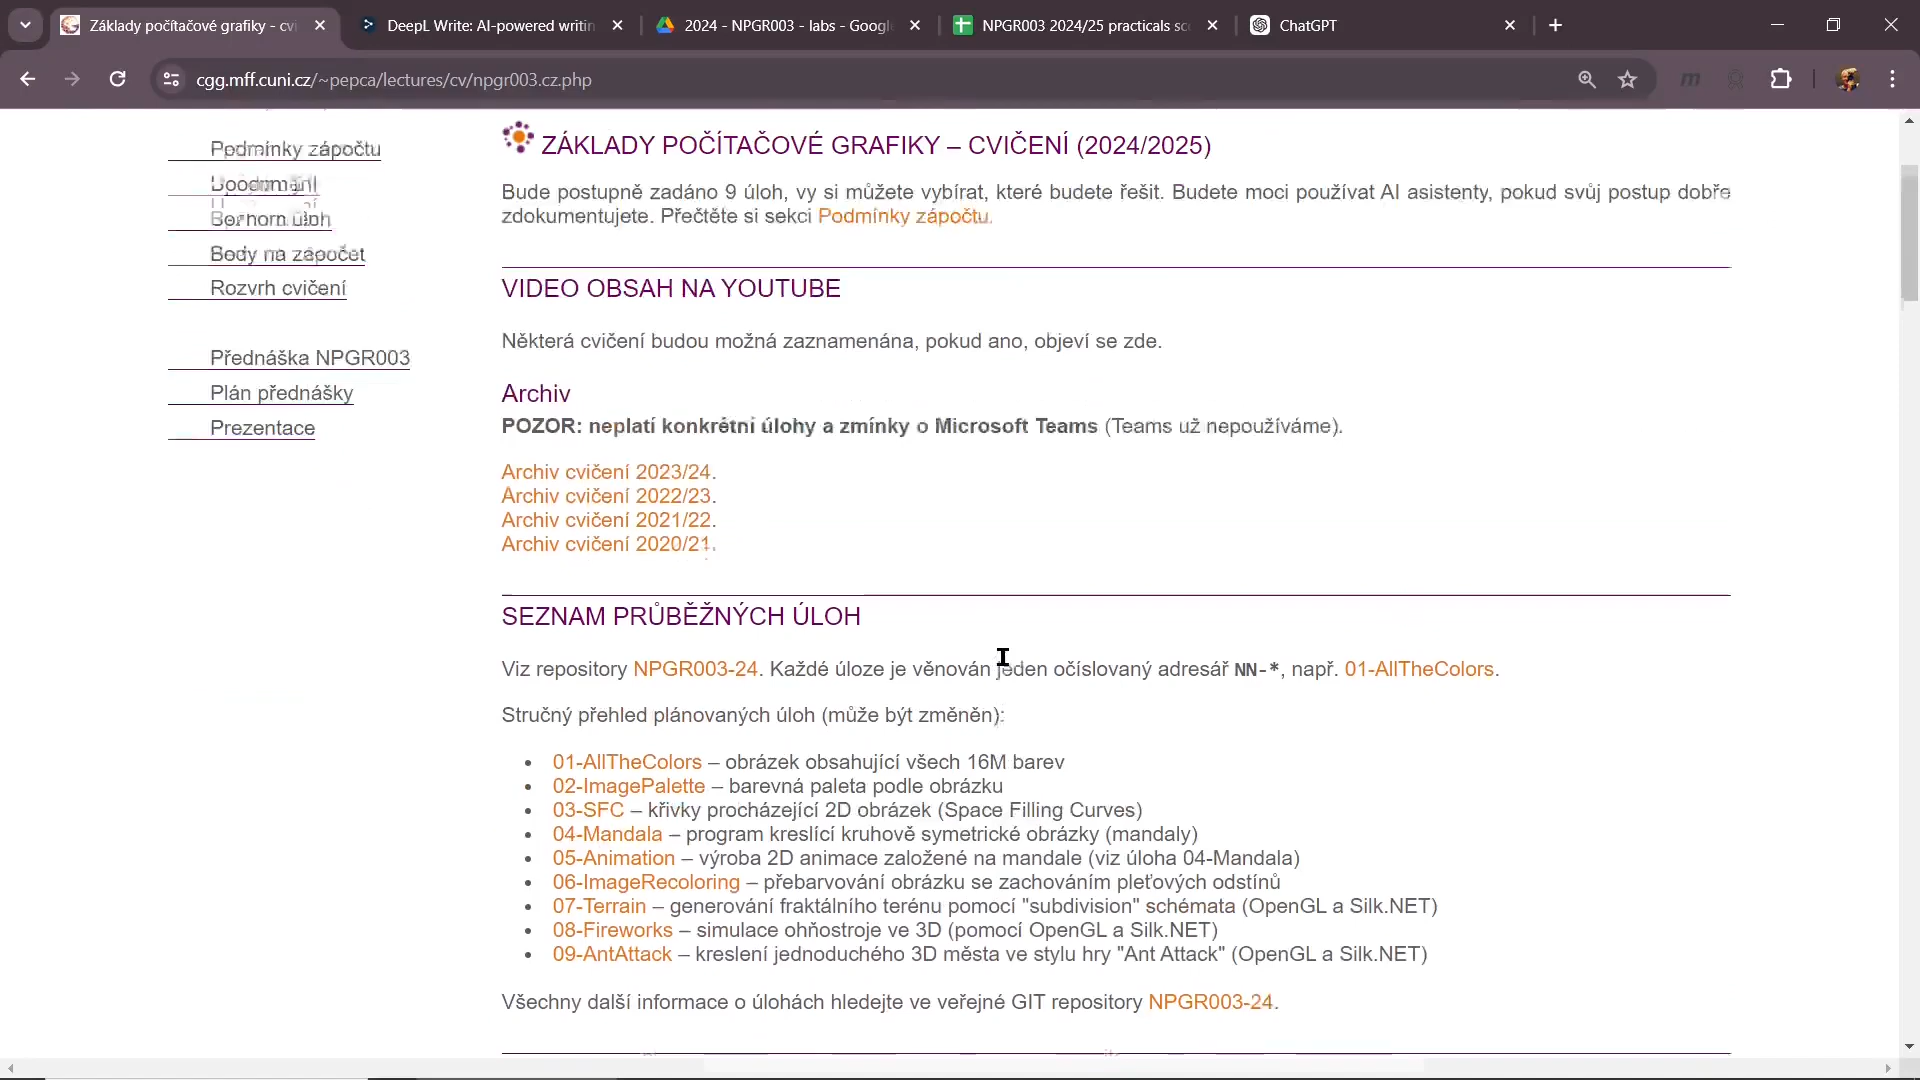 Základy počítačové grafiky - cvi
DeepL Write: AI-powered writin
2024 - NPGR003 - labs - Googl
NPGR003 2024/25 practicals sc
ChatGPT
cgg.mff.cuni.cz/~pepca/lectures/cv/npgr003.cz.php
zápočtu
úloh
Body na zápočet
Rozvrh cvičení
Přednáška NPGR003
Plán přednášky
Prezentace
ZÁKLADY POČÍTAČOVÉ GRAFIKY – CVIČENÍ (2024/2025)
Bude postupně zadáno 9 úloh, vy si můžete vybírat, které budete řešit. Budete moci používat AI asistenty, pokud svůj postup dobře
zdokumentujete. Přečtěte si sekci Podmínky zápočtu.
VIDEO OBSAH NA YOUTUBE
Některá cvičení budou možná zaznamenána, pokud ano, objeví se zde.
Archiv
POZOR: neplatí konkrétní úlohy a zmínky o Microsoft Teams (Teams už nepoužíváme).
Archiv cvičení 2023/24.
Archiv cvičení 2022/23.
Archiv cvičení 2021/22.
Archiv cvičení 2020/21.
SEZNAM PRŮBĚŽNÝCH ÚLOH
Viz repository NPGR003-24. Každé úloze je věnován jeden očíslovaný adresář NN-*, např. 01-AllTheColors.
Stručný přehled plánovaných úloh (může být změněn):
• 01-AllTheColors – obrázek obsahující všech 16M barev
• 02-ImagePalette – barevná paleta podle obrázku
• 03-SFC – křivky procházející 2D obrázek (Space Filling Curves)
• 04-Mandala – program kreslící kruhově symetrické obrázky (mandaly)
• 05-Animation – výroba 2D animace založené na mandale (viz úloha 04-Mandala)
• 06-ImageRecoloring – přebarvování obrázku se zachováním pleťových odstínů
• 07-Terrain – generování fraktálního terénu pomocí "subdivision" schémata (OpenGL a Silk.NET)
• 08-Fireworks – simulace ohňostroje ve 3D (pomocí OpenGL a Silk.NET)
• 09-AntAttack – kreslení jednoduchého 3D města ve stylu hry "Ant Attack" (OpenGL a Silk.NET)
Všechny další informace o úlohách hledejte ve veřejné GIT repository NPGR003-24.